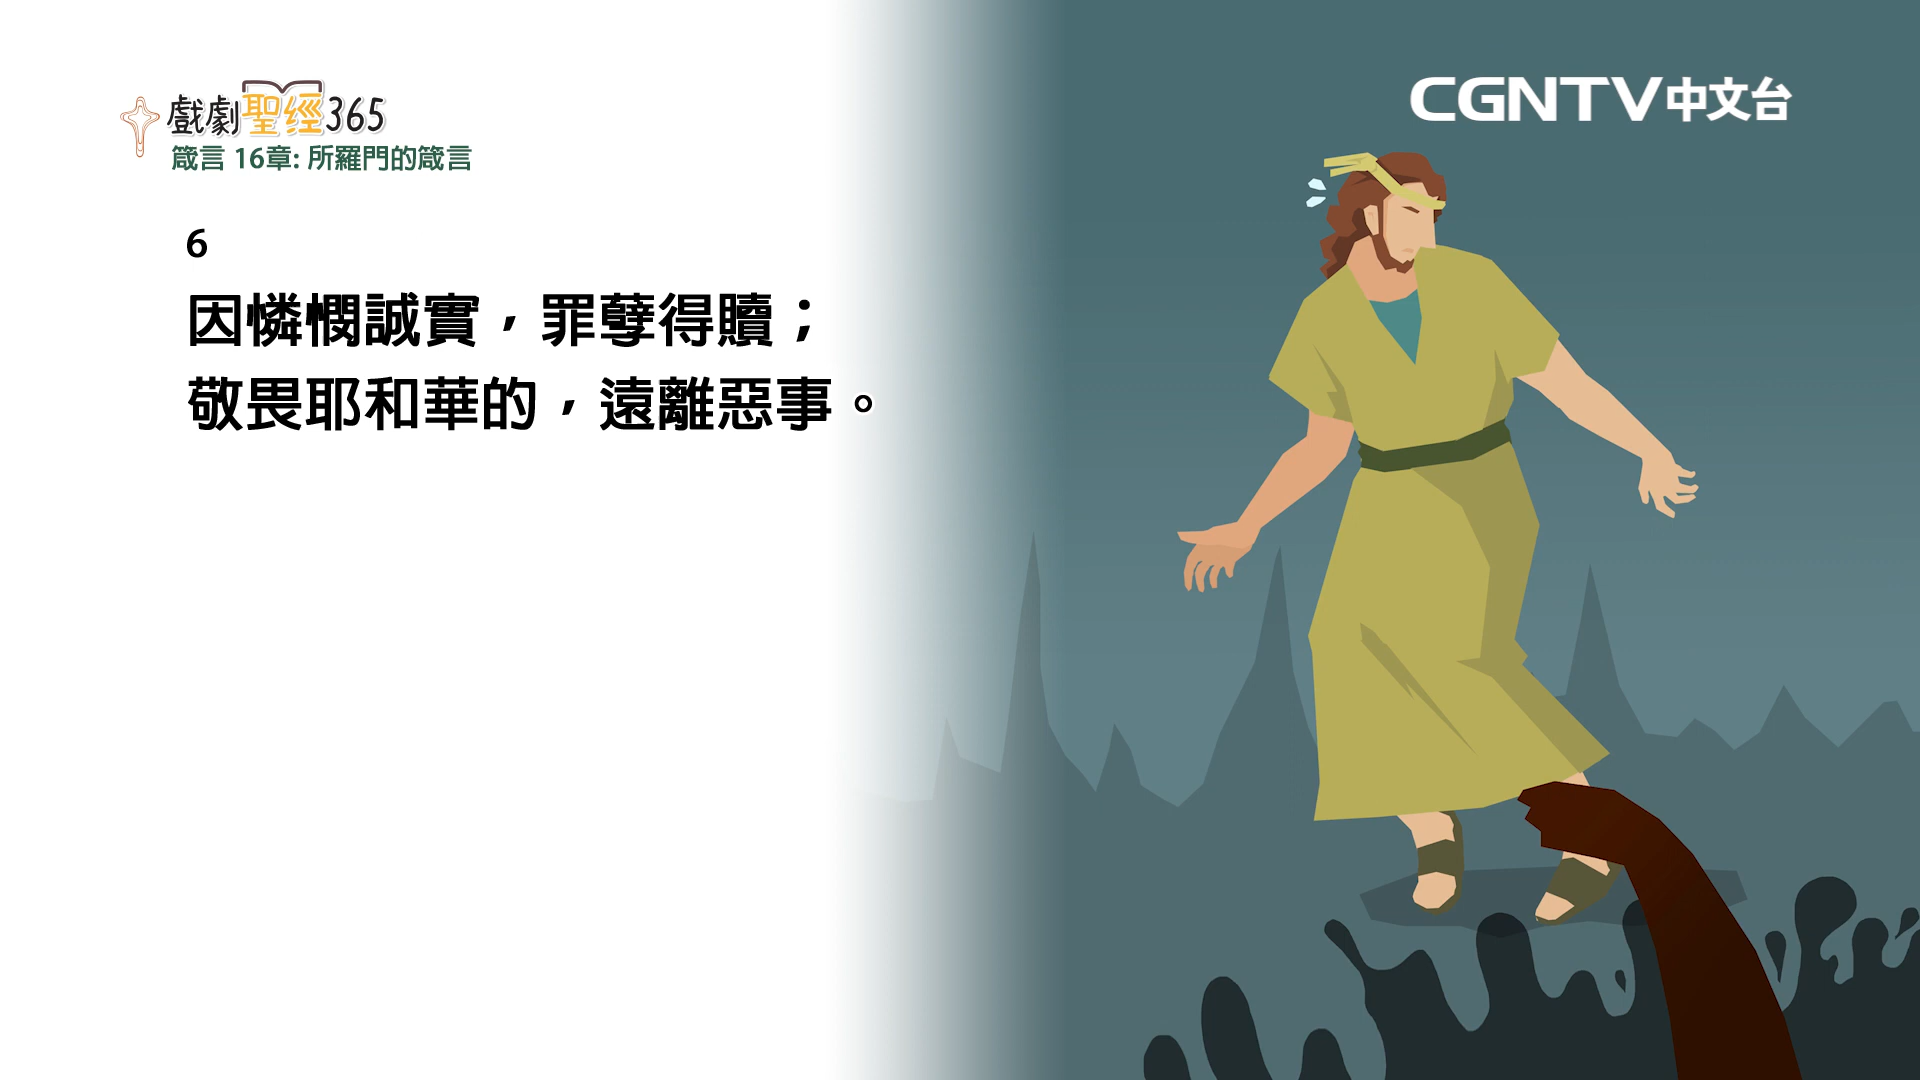 戲劇聖經365
CGNTV中文台
箴言 16章: 所羅門的箴言
6
因憐憫誠實，罪孽得贖；
敬畏耶和華的，遠離惡事。